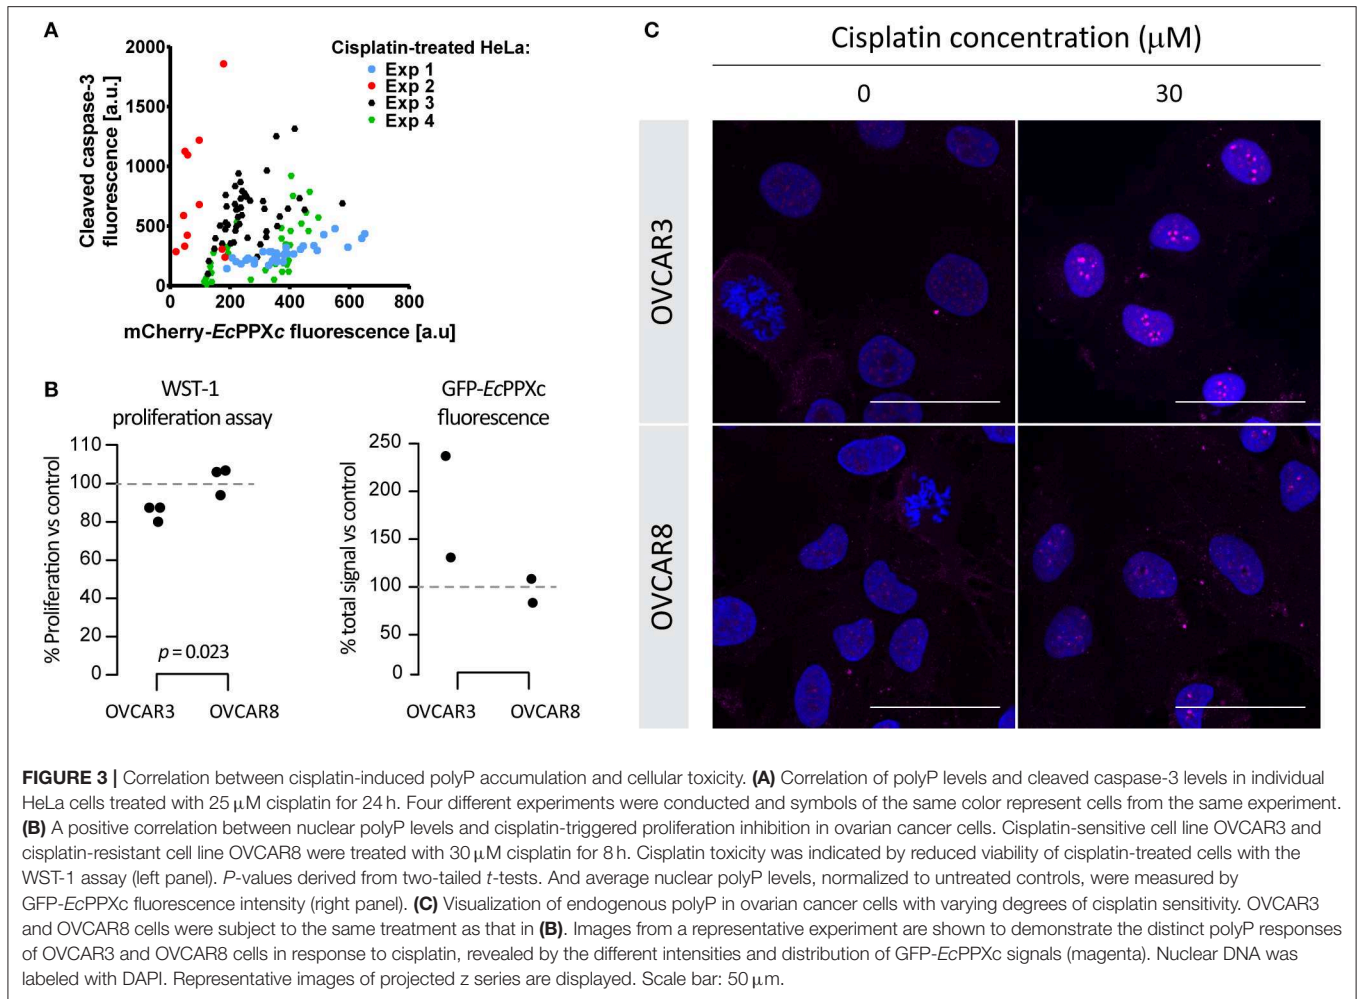 A
Cisplatin-treated HeLa:
Exp 1
Exp 2
Exp 3
Exp 4
Cleaved caspase-3
fluorescence [a.u.]
2000
1500
1000
500
0
0 200 400 600 800
mCherry-EcPPXc fluorescence [a.u]
B
WST-1
proliferation assay
% Proliferation vs control
110
100
80
60
40
20
0
p = 0.023
OVCAR3 OVCAR8
GFP-EcPPXc
fluorescence
% total signal vs control
250
200
150
100
50
0
OVCAR3 OVCAR8
C
Cisplatin concentration (μM)
0 30
OVCAR3
OVCAR8
FIGURE 3 | Correlation between cisplatin-induced polyP accumulation and cellular toxicity. (A) Correlation of polyP levels and cleaved caspase-3 levels in individual
HeLa cells treated with 25 μM cisplatin for 24 h. Four different experiments were conducted and symbols of the same color represent cells from the same experiment.
(B) A positive correlation between nuclear polyP levels and cisplatin-triggered proliferation inhibition in ovarian cancer cells. Cisplatin-sensitive cell line OVCAR3 and
cisplatin-resistant cell line OVCAR8 were treated with 30 μM cisplatin for 8 h. Cisplatin toxicity was indicated by reduced viability of cisplatin-treated cells with the
WST-1 assay (left panel). P-values derived from two-tailed t-tests. And average nuclear polyP levels, normalized to untreated controls, were measured by
GFP-EcPPXc fluorescence intensity (right panel). (C) Visualization of endogenous polyP in ovarian cancer cells with varying degrees of cisplatin sensitivity. OVCAR3
and OVCAR8 cells were subject to the same treatment as that in (B). Images from a representative experiment are shown to demonstrate the distinct polyP responses
of OVCAR3 and OVCAR8 cells in response to cisplatin, revealed by the different intensities and distribution of GFP-EcPPXc signals (magenta). Nuclear DNA was
labeled with DAPI. Representative images of projected z series are displayed. Scale bar: 50 μm.